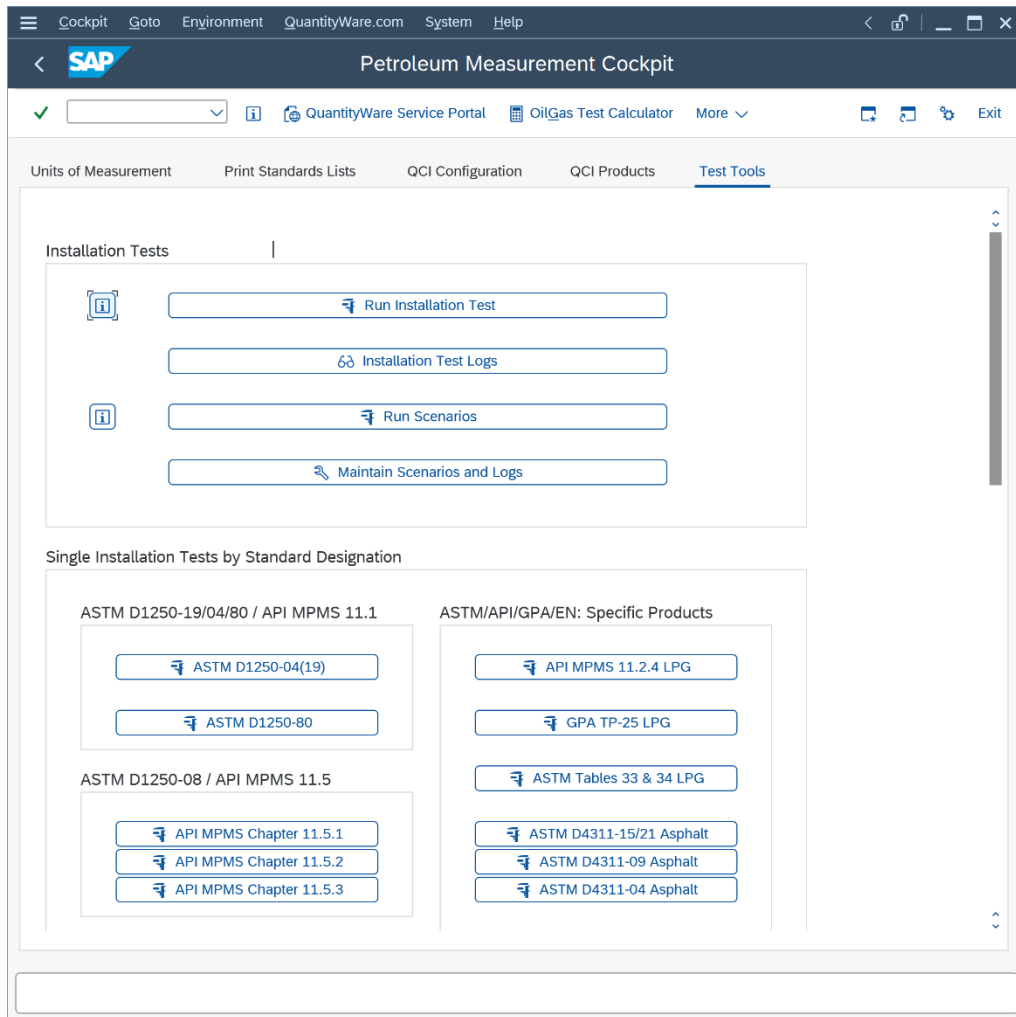 Cockpit Goto Environment QuantityWare.com System Help
SAP Petroleum Measurement Cockpit
QuantityWare Service Portal OilGas Test Calculator More Exit
Units of Measurement Print Standards Lists QCI Configuration QCI Products Test Tools
Installation Tests
Run Installation Test
Installation Test Logs
Run Scenarios
Maintain Scenarios and Logs
Single Installation Tests by Standard Designation
ASTM D1250-19/04/80 / API MPMS 11.1
ASTM D1250-04(19)
ASTM D1250-80
ASTM D1250-08 / API MPMS 11.5
API MPMS Chapter 11.5.1
API MPMS Chapter 11.5.2
API MPMS Chapter 11.5.3
ASTM/API/GPA/EN: Specific Products
API MPMS 11.2.4 LPG
GPA TP-25 LPG
ASTM Tables 33 & 34 LPG
ASTM D4311-15/21 Asphalt
ASTM D4311-09 Asphalt
ASTM D4311-04 Asphalt